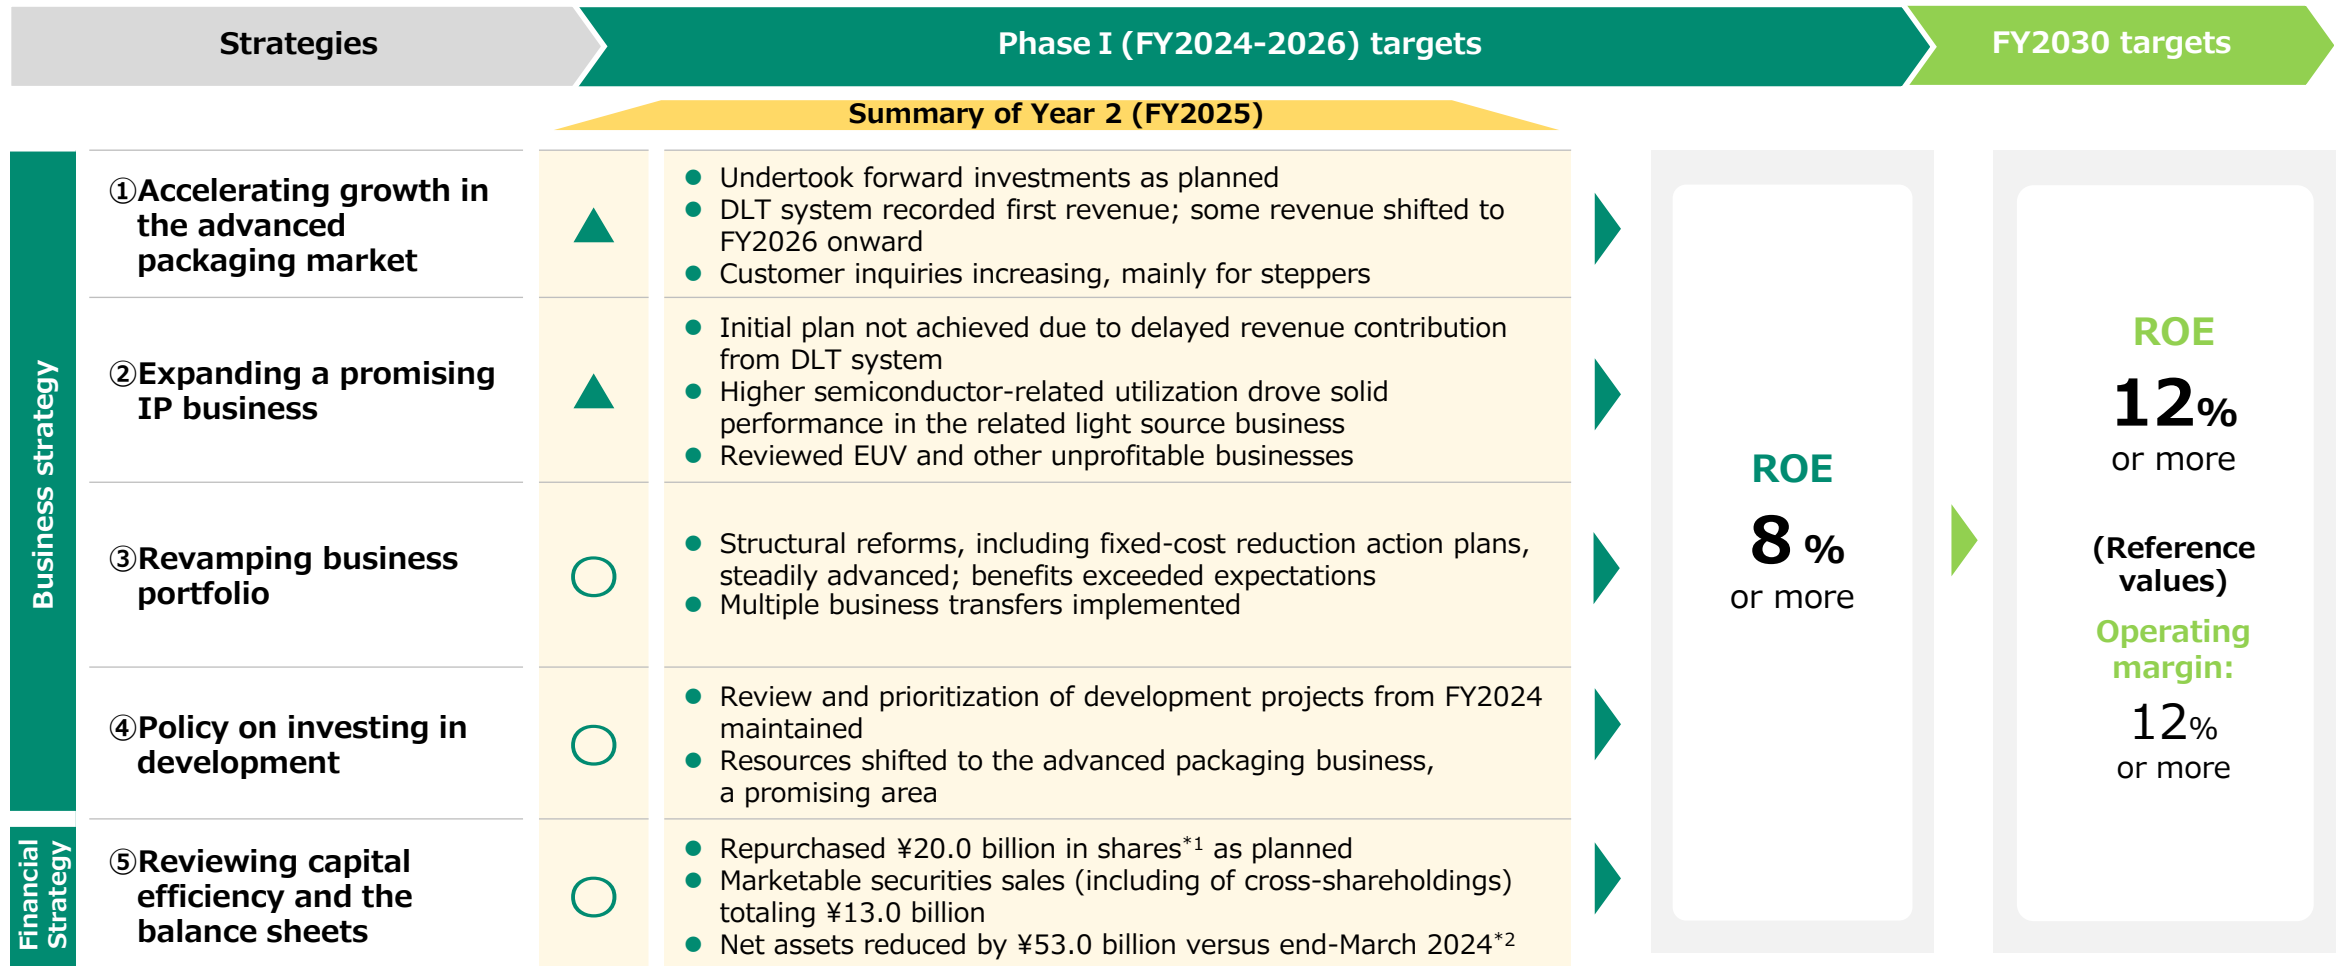 Strategies
Phase I (FY2024-2026) targets
FY2030 targets
Summary of Year 2 (FY2025)
Business strategy
①Accelerating growth in
the advanced
packaging market
▲
● Undertook forward investments as planned
● DLT system recorded first revenue; some revenue shifted to
FY2026 onward
● Customer inquiries increasing, mainly for steppers
②Expanding a promising
IP business
▲
● Initial plan not achieved due to delayed revenue contribution
from DLT system
● Higher semiconductor-related utilization drove solid
performance in the related light source business
● Reviewed EUV and other unprofitable businesses
③Revamping business
portfolio
○
● Structural reforms, including fixed-cost reduction action plans,
steadily advanced; benefits exceeded expectations
● Multiple business transfers implemented
④Policy on investing in
development
○
● Review and prioritization of development projects from FY2024
maintained
● Resources shifted to the advanced packaging business,
a promising area
Financial
Strategy
⑤Reviewing capital
efficiency and the
balance sheets
○
● Repurchased ¥20.0 billion in shares*1 as planned
● Marketable securities sales (including of cross-shareholdings)
totaling ¥13.0 billion
● Net assets reduced by ¥53.0 billion versus end-March 2024*2
ROE
8 %
or more
ROE
12%
or more
(Reference
values)
Operating
margin:
12%
or more